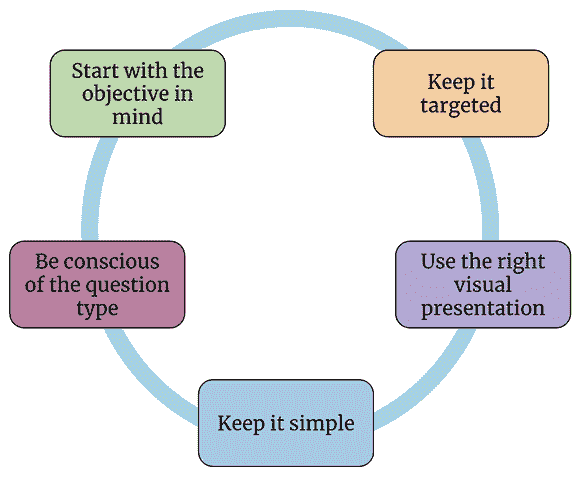 Start with the
objective in
mind
Keep it
targeted
Be conscious
of the question
type
Use the right
visual
presentation
Keep it simple